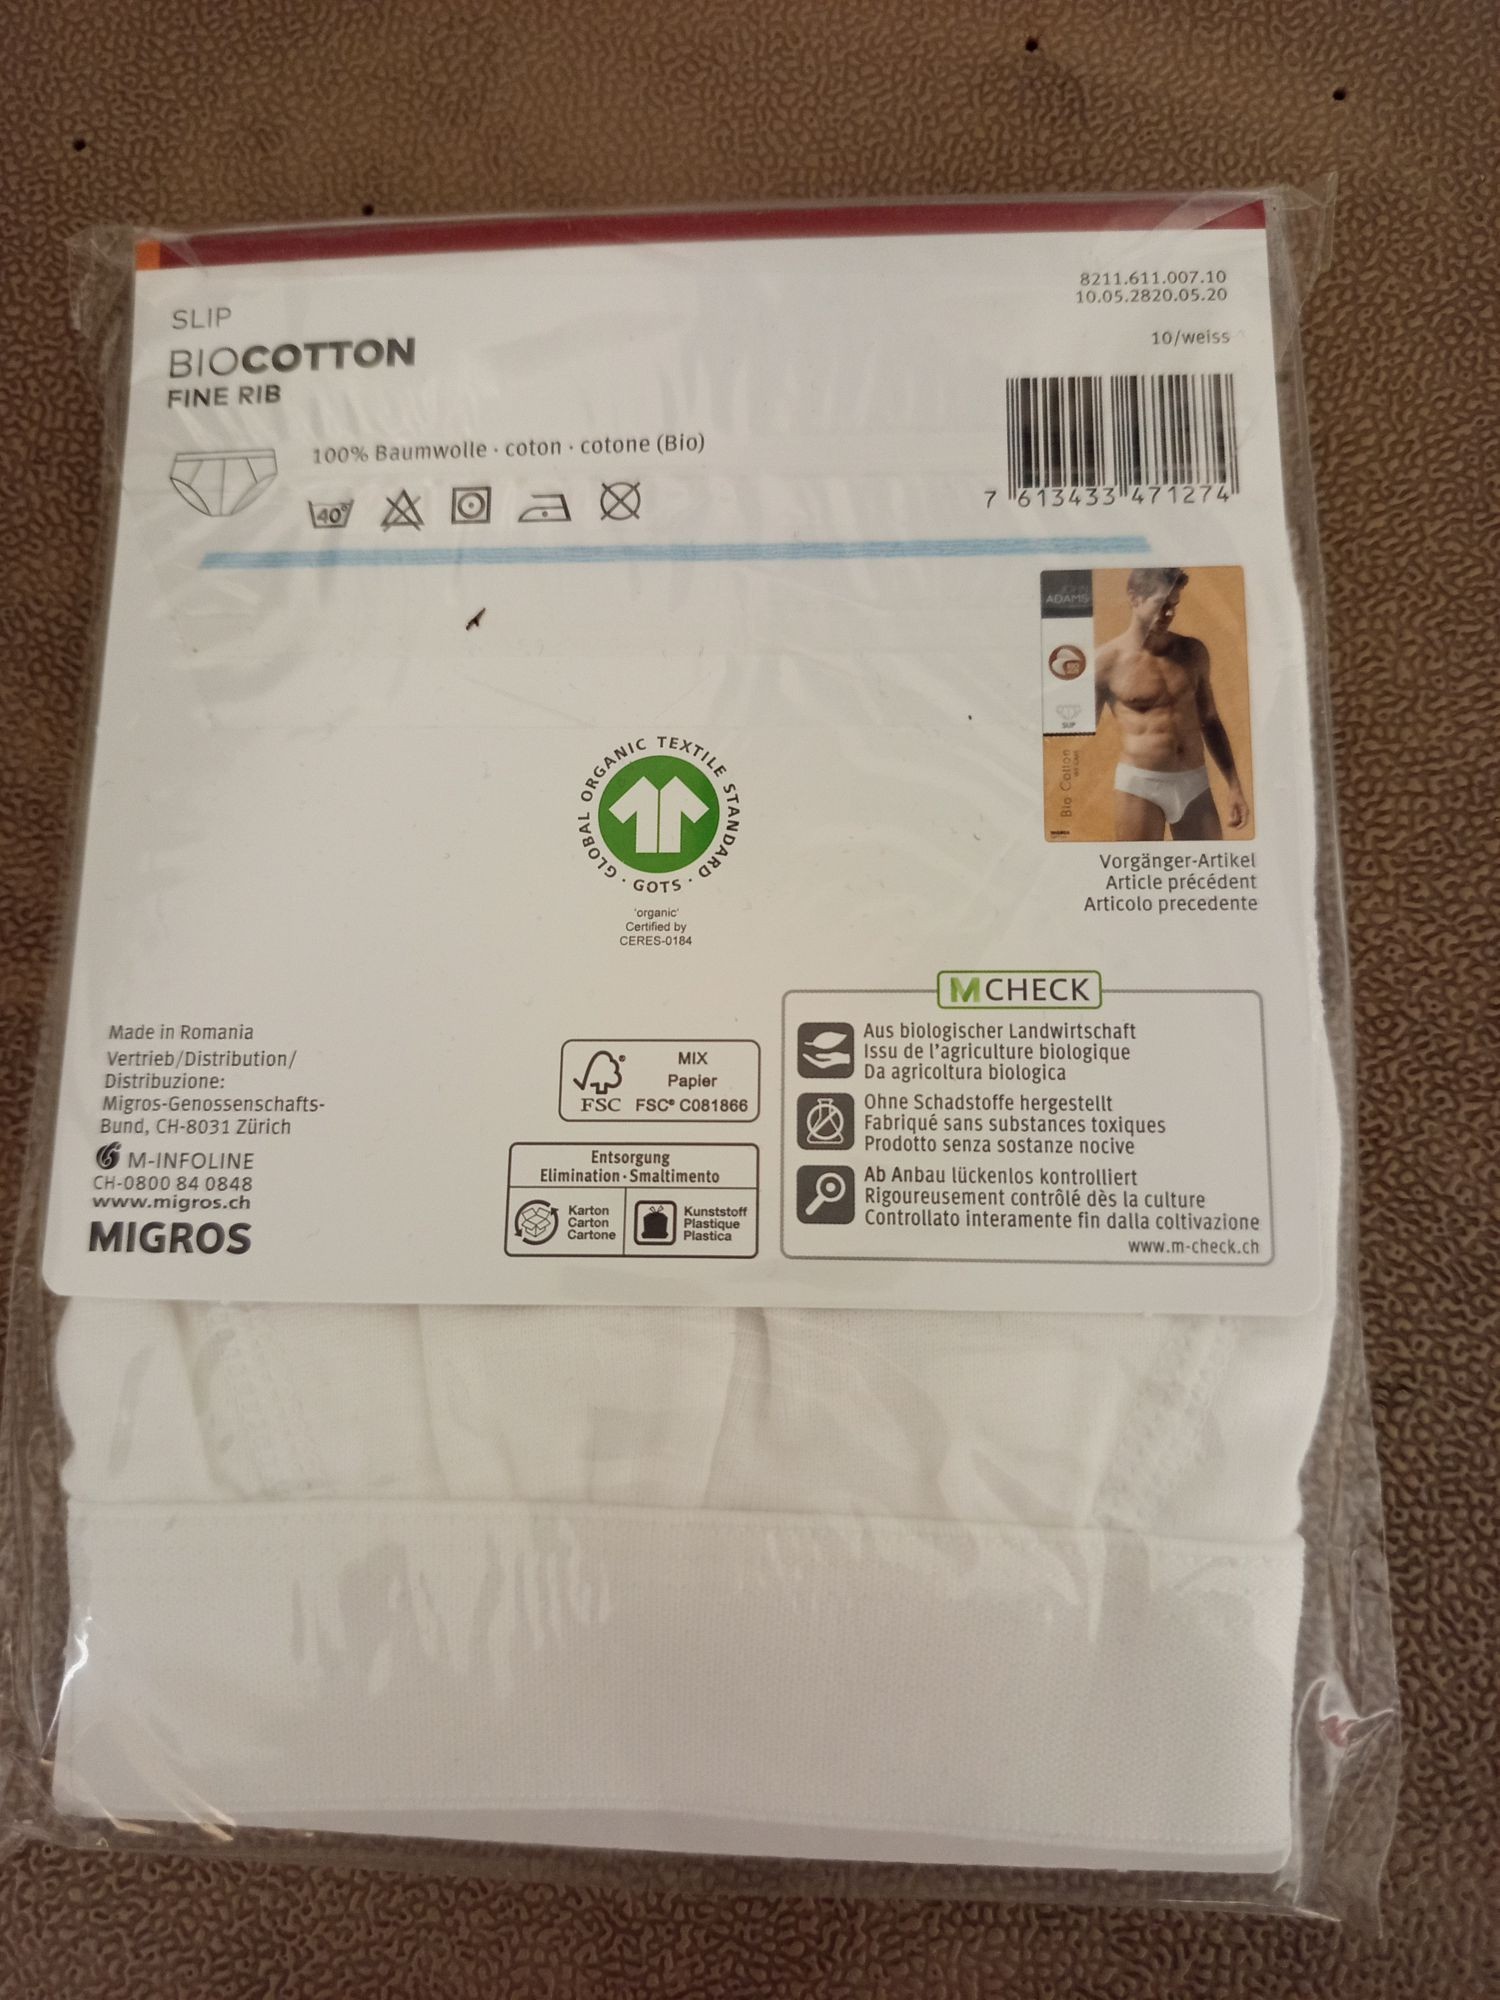 8211.611.007.10
10.05.2820.05.20
10/weiss
SLIP
BIOCOTTON
FINE RIB
100% Baumwolle · coton · cotone (Bio)
40°
7 613433 471274
ADAMS
SLIP
Bio Cotton
Vorgänger-Artikel
Article précédent
Articolo precedente
GLOBAL ORGANIC TEXTILE STANDARD · GOTS ·
'organic'
Certified by
CERES-0184
Made in Romania
Vertrieb/Distribution/
Distribuzione:
Migros-Genossenschafts-
Bund, CH-8031 Zürich
M-INFOLINE
CH-0800 84 0848
www.migros.ch
MIGROS
FSC
MIX
Papier
FSC® C081866
Entsorgung
Elimination · Smaltimento
Karton
Carton
Cartone
Kunststoff
Plastique
Plastica
M CHECK
Aus biologischer Landwirtschaft
Issu de l'agriculture biologique
Da agricoltura biologica
Ohne Schadstoffe hergestellt
Fabriqué sans substances toxiques
Prodotto senza sostanze nocive
Ab Anbau lückenlos kontrolliert
Rigoureusement contrôlé dès la culture
Controllato interamente fin dalla coltivazione
www.m-check.ch